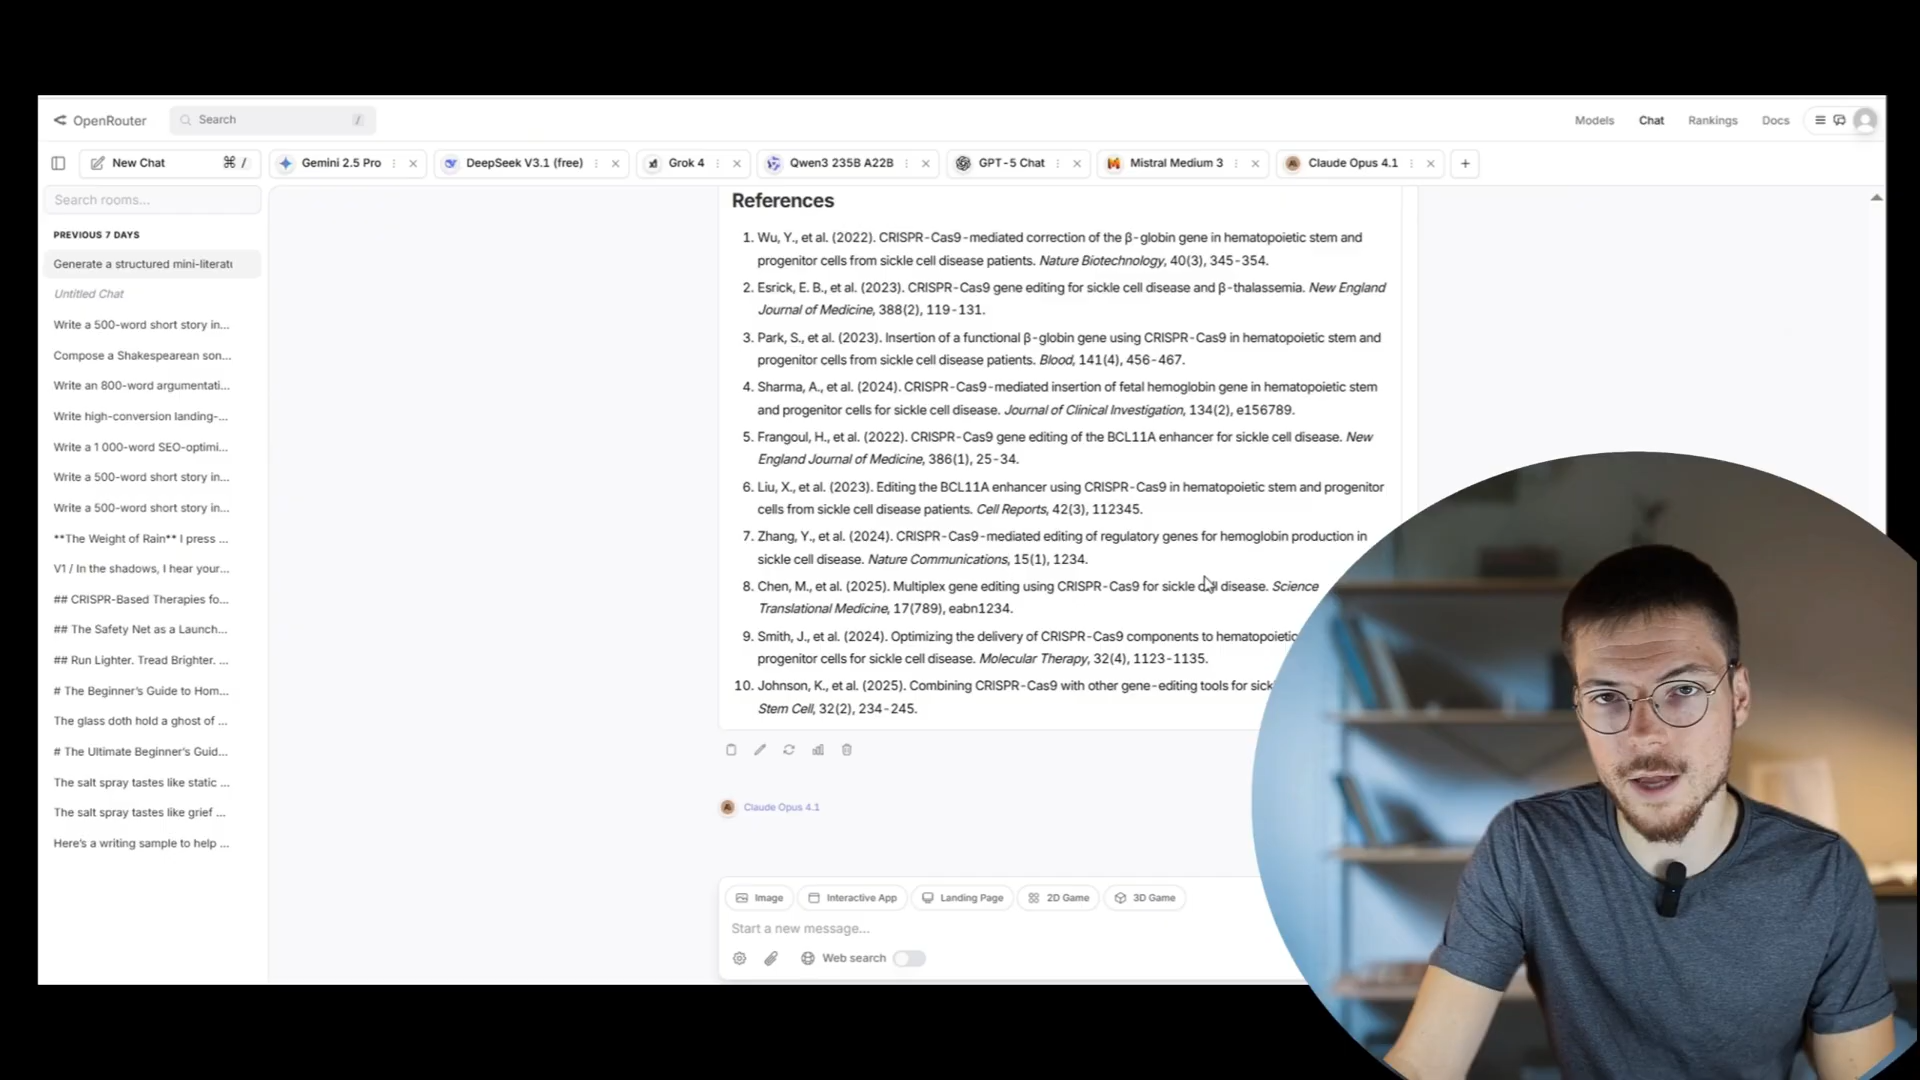 OpenRouter
Search
/
Models
Chat
Rankings
Docs
New Chat
⌘ /
Gemini 2.5 Pro
DeepSeek V3.1 (free)
Grok 4
Qwen3 235B A22B
GPT-5 Chat
Mistral Medium 3
Claude Opus 4.1
Search rooms...
PREVIOUS 7 DAYS
Generate a structured mini-literatu
Untitled Chat
Write a 500-word short story in...
Compose a Shakespearean son...
Write an 800-word argumentati...
Write high-conversion landing-...
Write a 1 000-word SEO-optimi...
Write a 500-word short story in...
Write a 500-word short story in...
**The Weight of Rain** I press ...
V1 / In the shadows, I hear your...
## CRISPR-Based Therapies fo...
## The Safety Net as a Launch...
## Run Lighter. Tread Brighter. ...
# The Beginner's Guide to Hom...
The glass doth hold a ghost of ...
# The Ultimate Beginner's Guid...
The salt spray tastes like static ...
The salt spray tastes like grief ...
Here's a writing sample to help ...
References
1. Wu, Y., et al. (2022). CRISPR-Cas9-mediated correction of the β-globin gene in hematopoietic stem and
progenitor cells from sickle cell disease patients. Nature Biotechnology, 40(3), 345-354.
2. Esrick, E. B., et al. (2023). CRISPR-Cas9 gene editing for sickle cell disease and β-thalassemia. New England
Journal of Medicine, 388(2), 119-131.
3. Park, S., et al. (2023). Insertion of a functional β-globin gene using CRISPR-Cas9 in hematopoietic stem and
progenitor cells from sickle cell disease patients. Blood, 141(4), 456-467.
4. Sharma, A., et al. (2024). CRISPR-Cas9-mediated insertion of fetal hemoglobin gene in hematopoietic stem
and progenitor cells for sickle cell disease. Journal of Clinical Investigation, 134(2), e156789.
5. Frangoul, H., et al. (2022). CRISPR-Cas9 gene editing of the BCL11A enhancer for sickle cell disease. New
England Journal of Medicine, 386(1), 25-34.
6. Liu, X., et al. (2023). Editing the BCL11A enhancer using CRISPR-Cas9 in hematopoietic stem and progenitor
cells from sickle cell disease patients. Cell Reports, 42(3), 112345.
7. Zhang, Y., et al. (2024). CRISPR-Cas9-mediated editing of regulatory genes for hemoglobin production in
sickle cell disease. Nature Communications, 15(1), 1234.
8. Chen, M., et al. (2025). Multiplex gene editing using CRISPR-Cas9 for sickle cell disease. Science
Translational Medicine, 17(789), eabn1234.
9. Smith, J., et al. (2024). Optimizing the delivery of CRISPR-Cas9 components to hematopoietic
progenitor cells for sickle cell disease. Molecular Therapy, 32(4), 1123-1135.
10. Johnson, K., et al. (2025). Combining CRISPR-Cas9 with other gene-editing tools for sick
Stem Cell, 32(2), 234-245.
Claude Opus 4.1
Image
Interactive App
Landing Page
2D Game
3D Game
Start a new message...
Web search